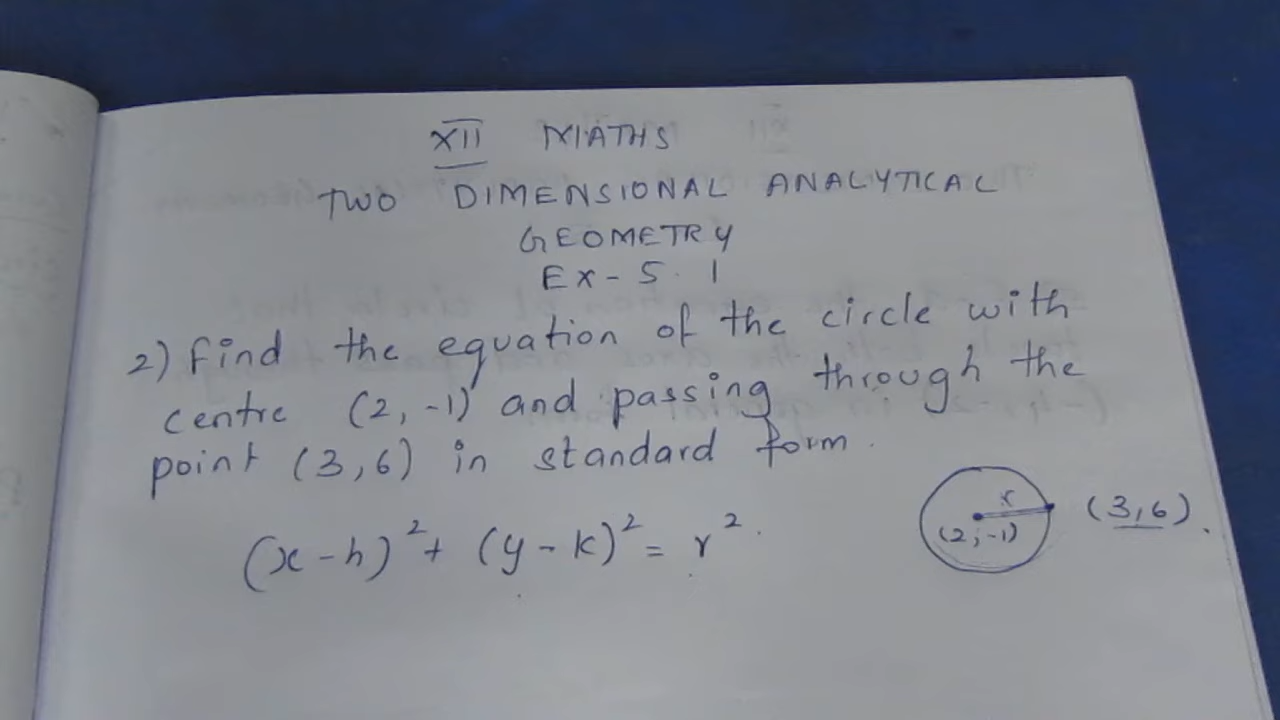 XII MATHS
TWO DIMENSIONAL ANALYTICAL
GEOMETRY
Ex-5.1
2) Find the equation of the circle with
centre (2,-1) and passing through the
point (3,6) in standard form.
(x-h)²+ (y-k)² = r².
r
(2,-1)
(3,6).